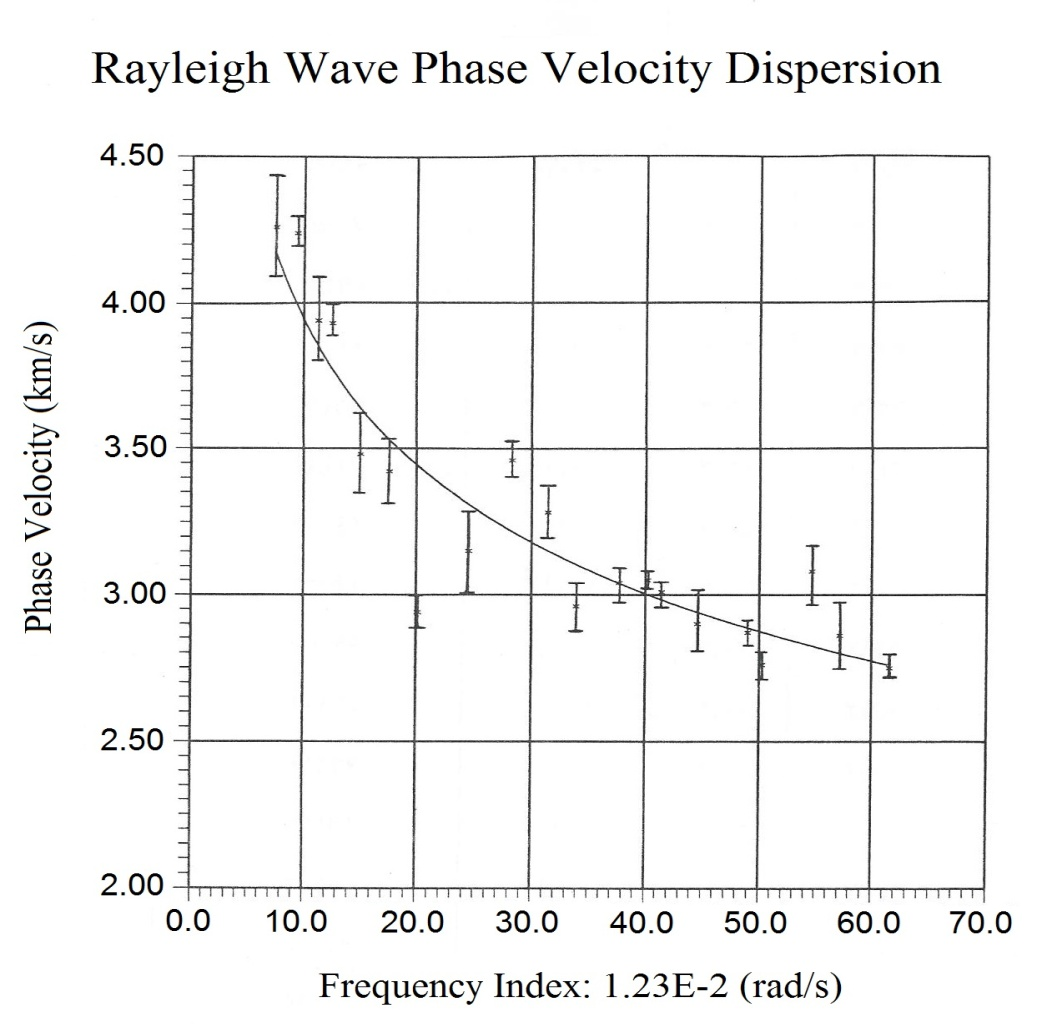 Rayleigh Wave Phase Velocity Dispersion
4.50
4.00
3.50
3.00
2.50
2.00
Phase Velocity (km/s)
0.0 10.0 20.0 30.0 40.0 50.0 60.0 70.0
Frequency Index: 1.23E-2 (rad/s)